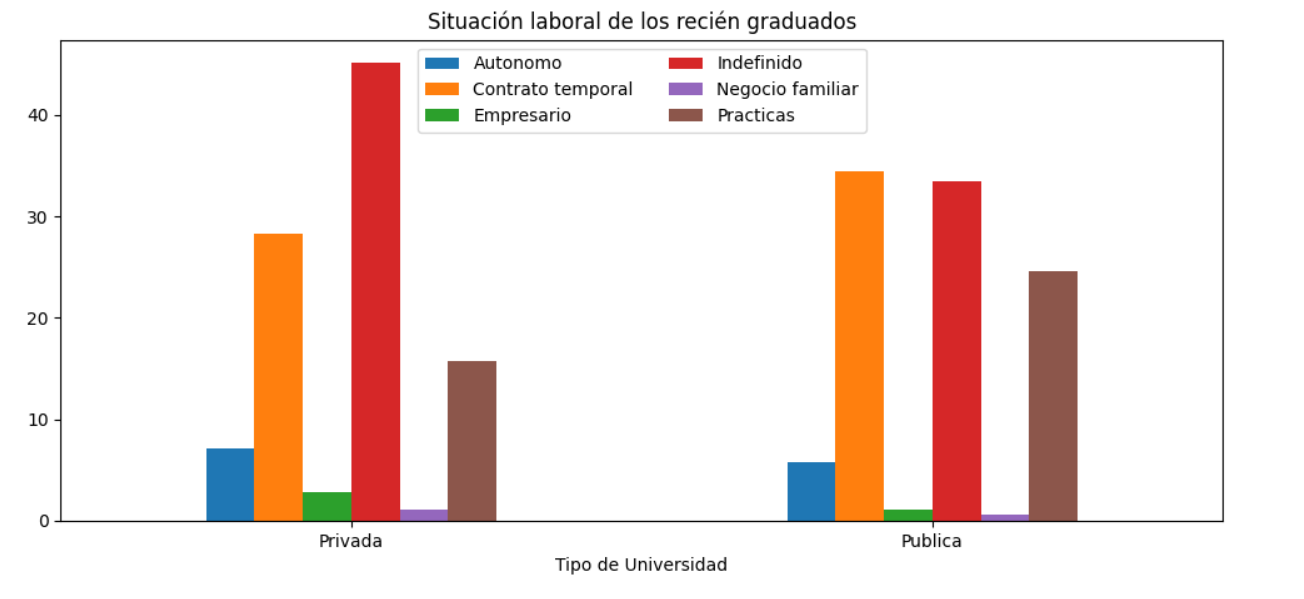 Situación laboral de los recién graduados
Autonomo
Contrato temporal
Empresario
Indefinido
Negocio familiar
Practicas
40
30
20
10
0
Privada
Publica
Tipo de Universidad